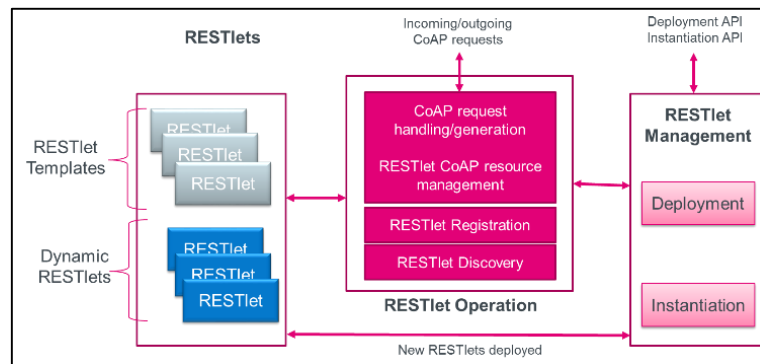 RESTlets
Incoming/outgoing
CoAP requests
Deployment API
Instantiation API
RESTlet
Templates
RESTlet
RESTlet
RESTlet
Dynamic
RESTlets
RESTlet
RESTlet
RESTlet
CoAP request
handling/generation
RESTlet CoAP resource
management
RESTlet Registration
RESTlet Discovery
RESTlet Operation
RESTlet
Management
Deployment
Instantiation
New RESTlets deployed